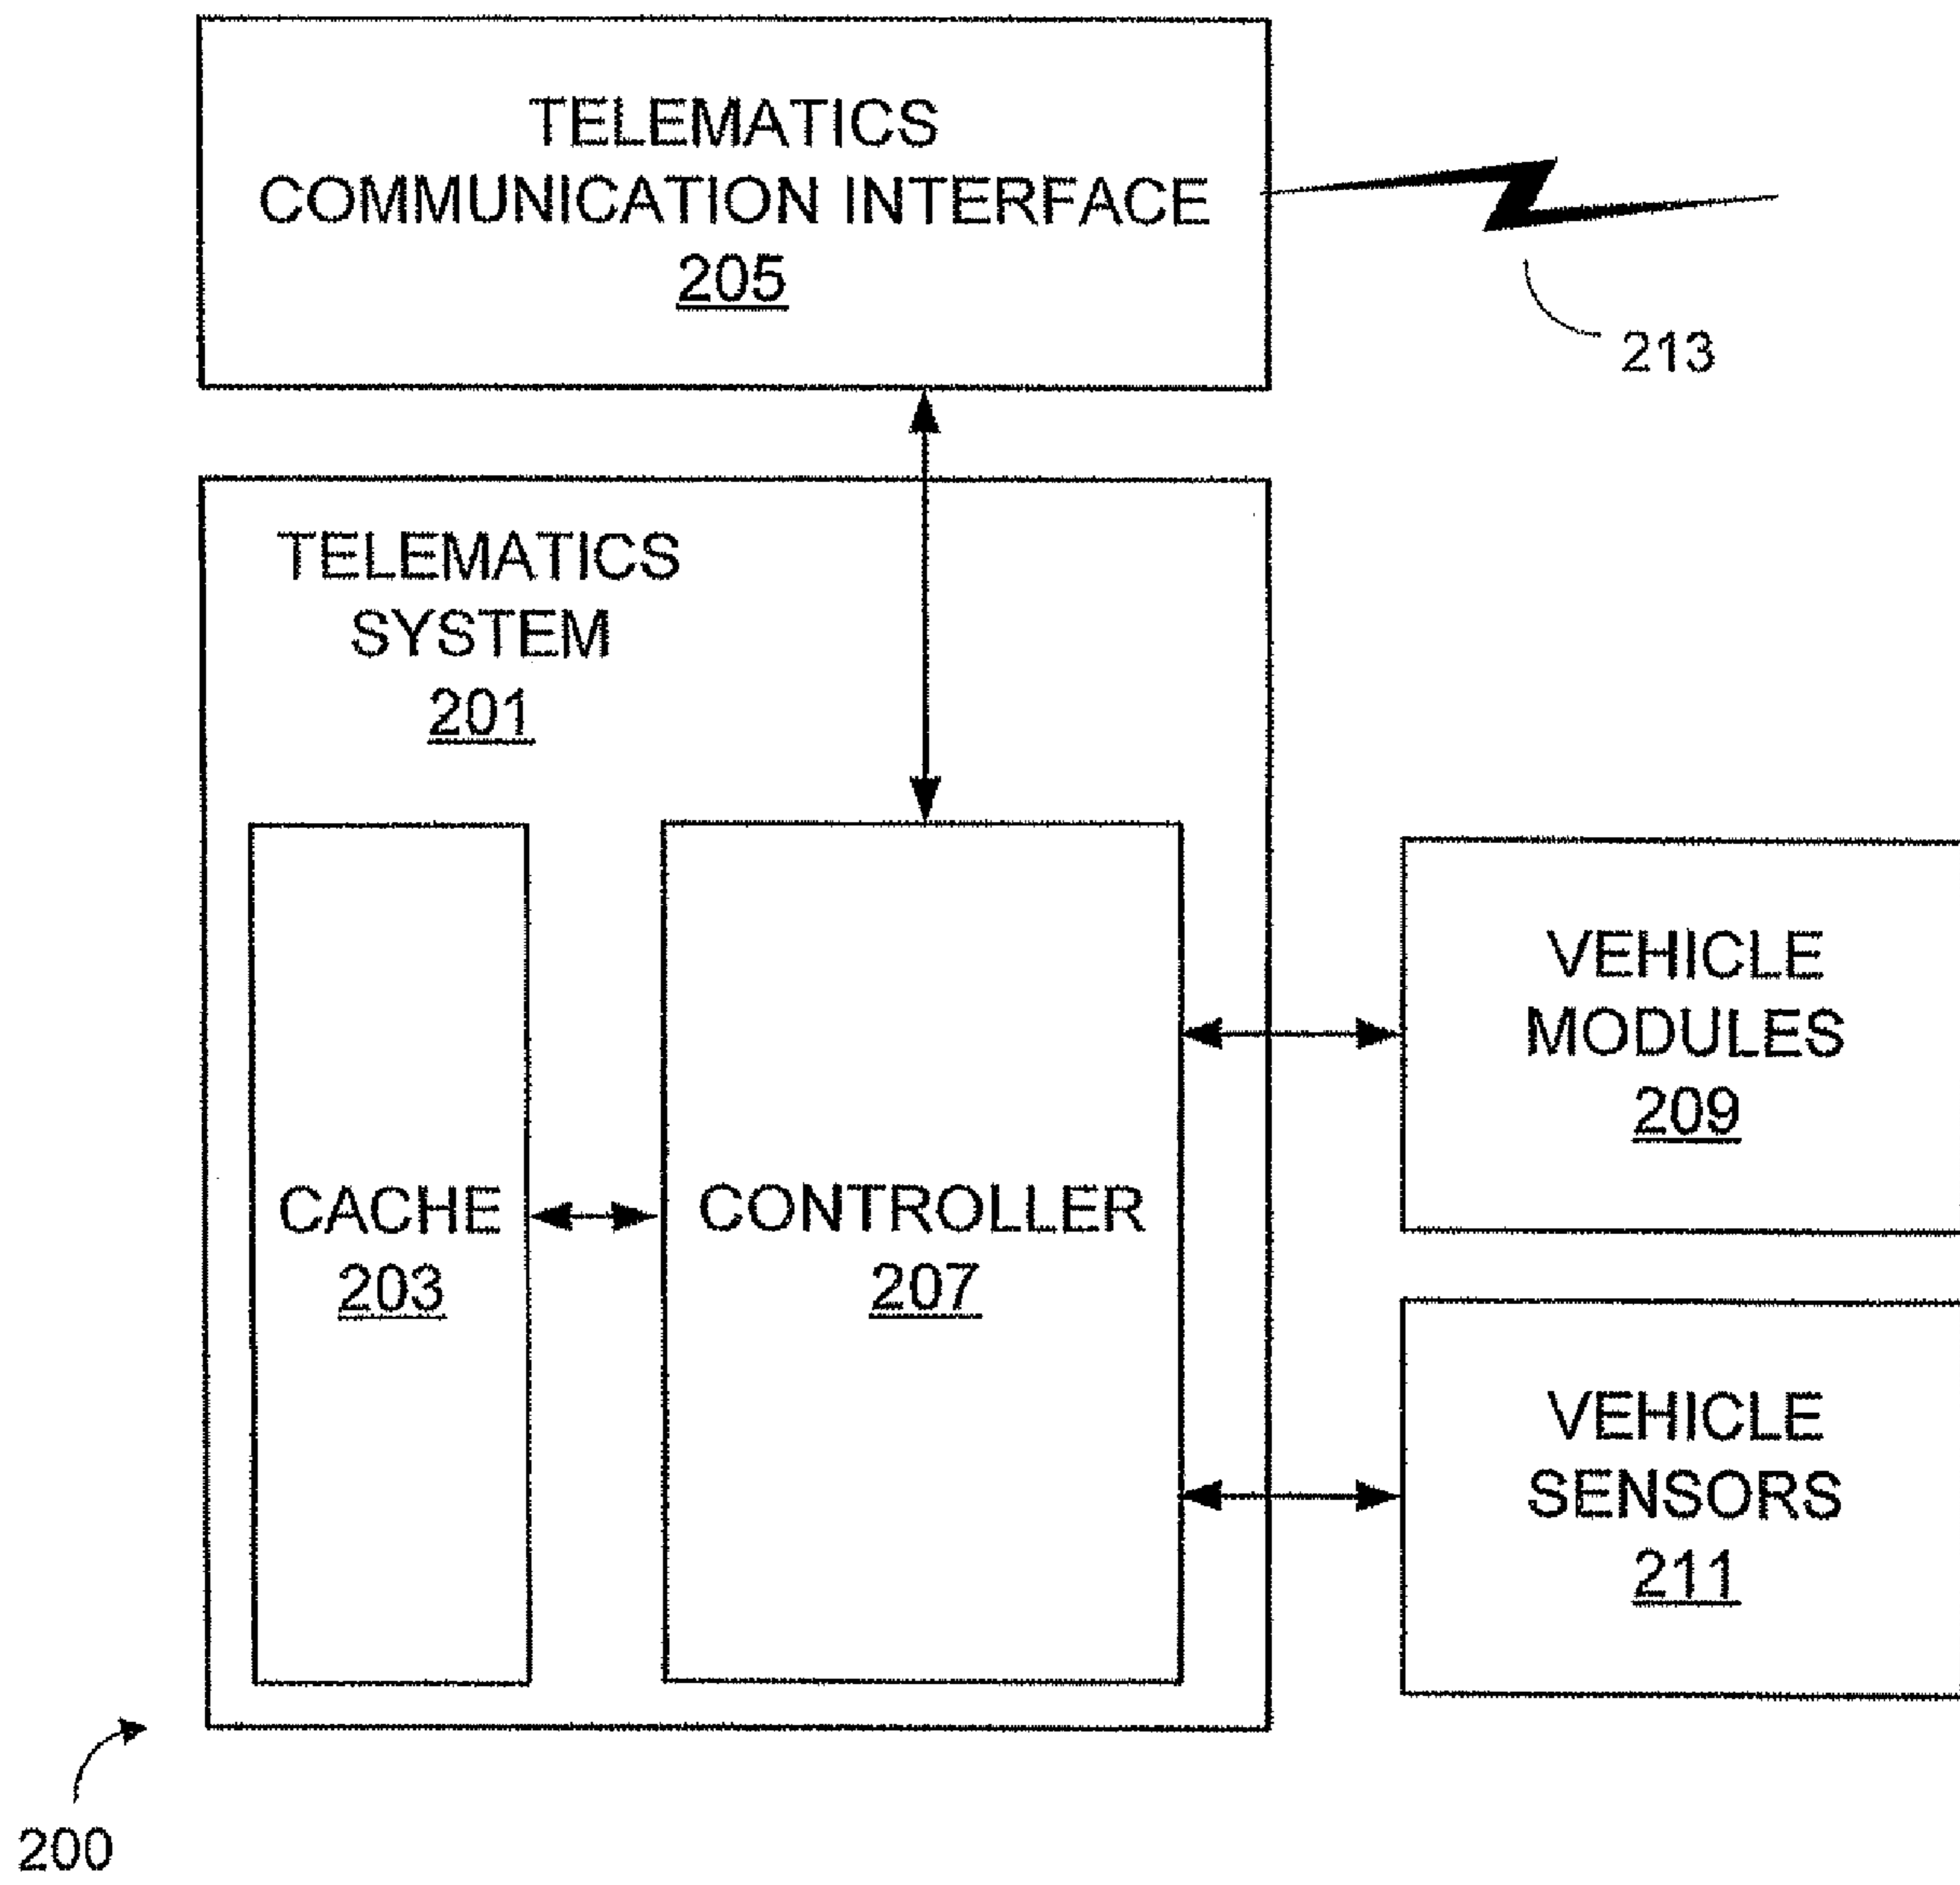 TELEMATICS
COMMUNICATION INTERFACE
205
213
TELEMATICS
SYSTEM
201
CACHE
203
CONTROLLER
207
VEHICLE
MODULES
209
VEHICLE
SENSORS
211
200